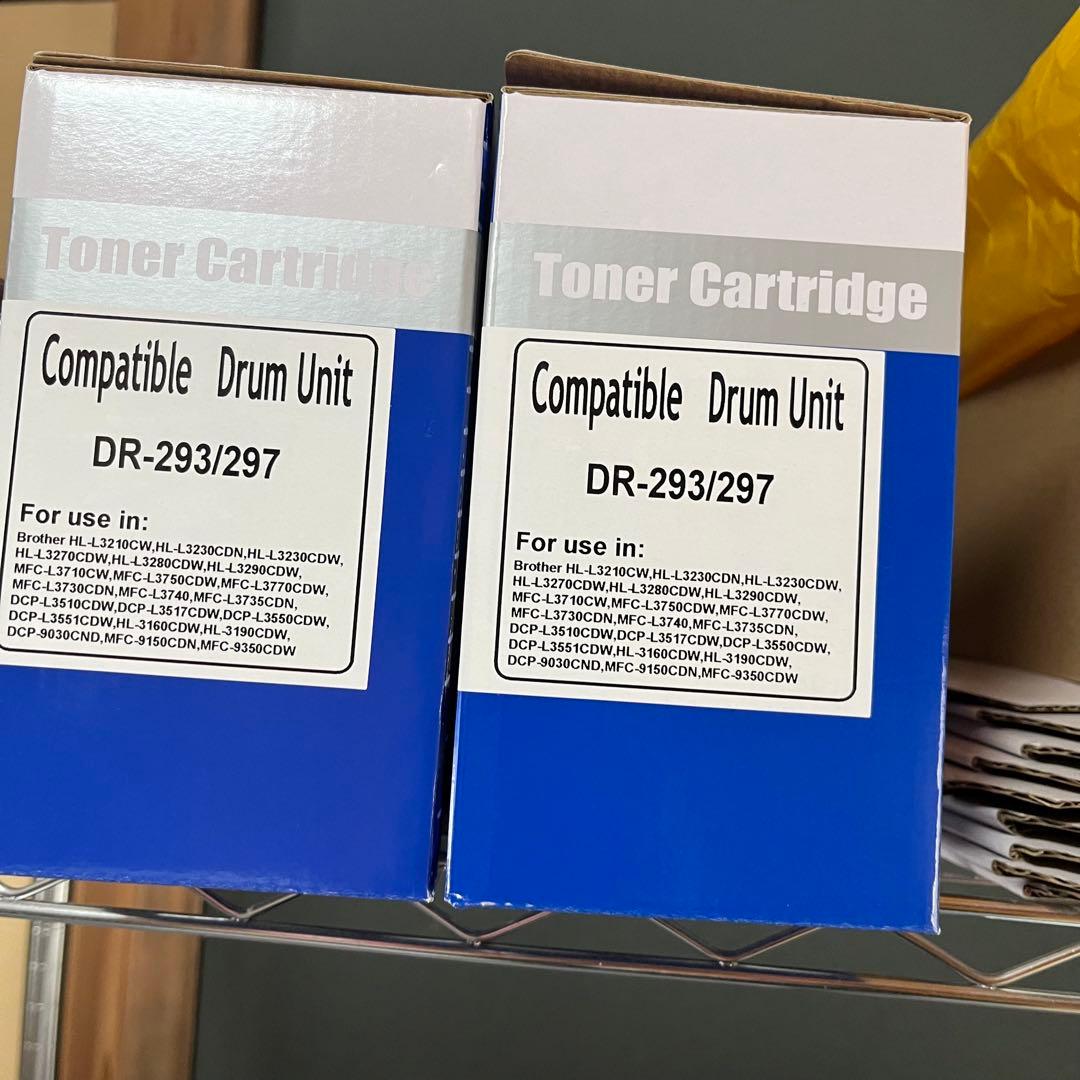 Toner Cartridge
Compatible Drum Unit
DR-293/297
For use in:
Brother HL-L3210CW,HL-L3230CDN,HL-L3230CDW,
HL-L3270CDW,HL-L3280CDW,HL-L3290CDW,
MFC-L3710CW,MFC-L3750CDW,MFC-L3770CDW,
MFC-L3730CDN,MFC-L3740,MFC-L3735CDN,
DCP-L3510CDW,DCP-L3517CDW,DCP-L3550CDW,
DCP-L3551CDW,HL-3160CDW,HL-3190CDW,
DCP-9030CND,MFC-9150CDN,MFC-9350CDW
Toner Cartridge
Compatible Drum Unit
DR-293/297
For use in:
Brother HL-L3210CW,HL-L3230CDN,HL-L3230CDW,
HL-L3270CDW,HL-L3280CDW,HL-L3290CDW,
MFC-L3710CW,MFC-L3750CDW,MFC-L3770CDW,
MFC-L3730CDN,MFC-L3740,MFC-L3735CDN,
DCP-L3510CDW,DCP-L3517CDW,DCP-L3550CDW,
DCP-L3551CDW,HL-3160CDW,HL-3190CDW,
DCP-9030CND,MFC-9150CDN,MFC-9350CDW